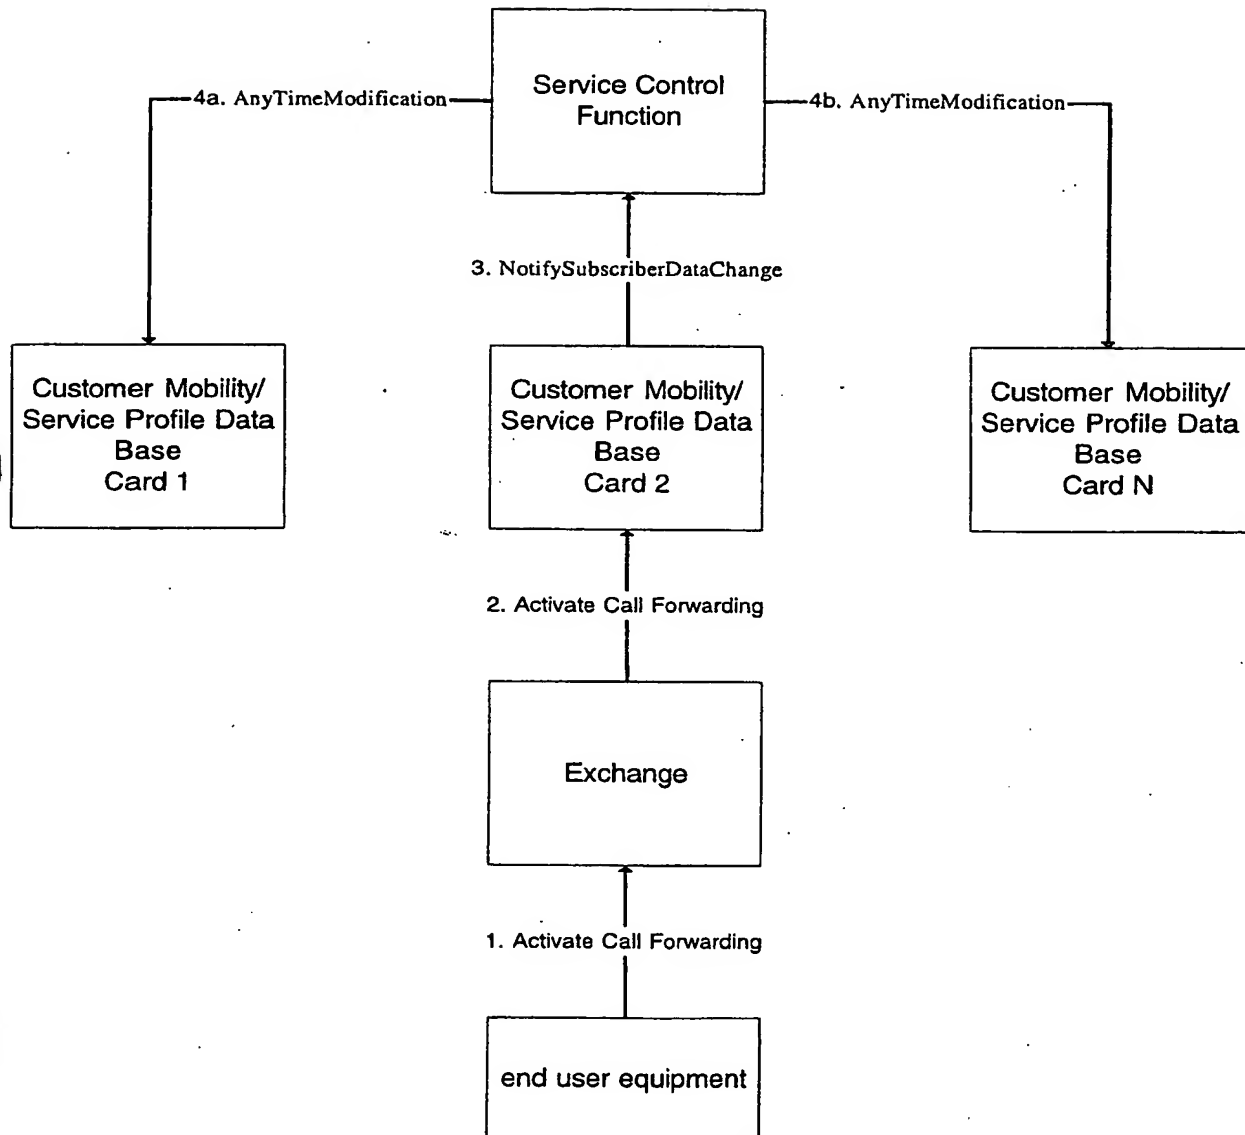 Service Control
Function
4a. AnyTimeModification
4b. AnyTimeModification
3. NotifySubscriberDataChange
Customer Mobility/
Service Profile Data
Base
Card 1
Customer Mobility/
Service Profile Data
Base
Card 2
Customer Mobility/
Service Profile Data
Base
Card N
2. Activate Call Forwarding
Exchange
1. Activate Call Forwarding
end user equipment